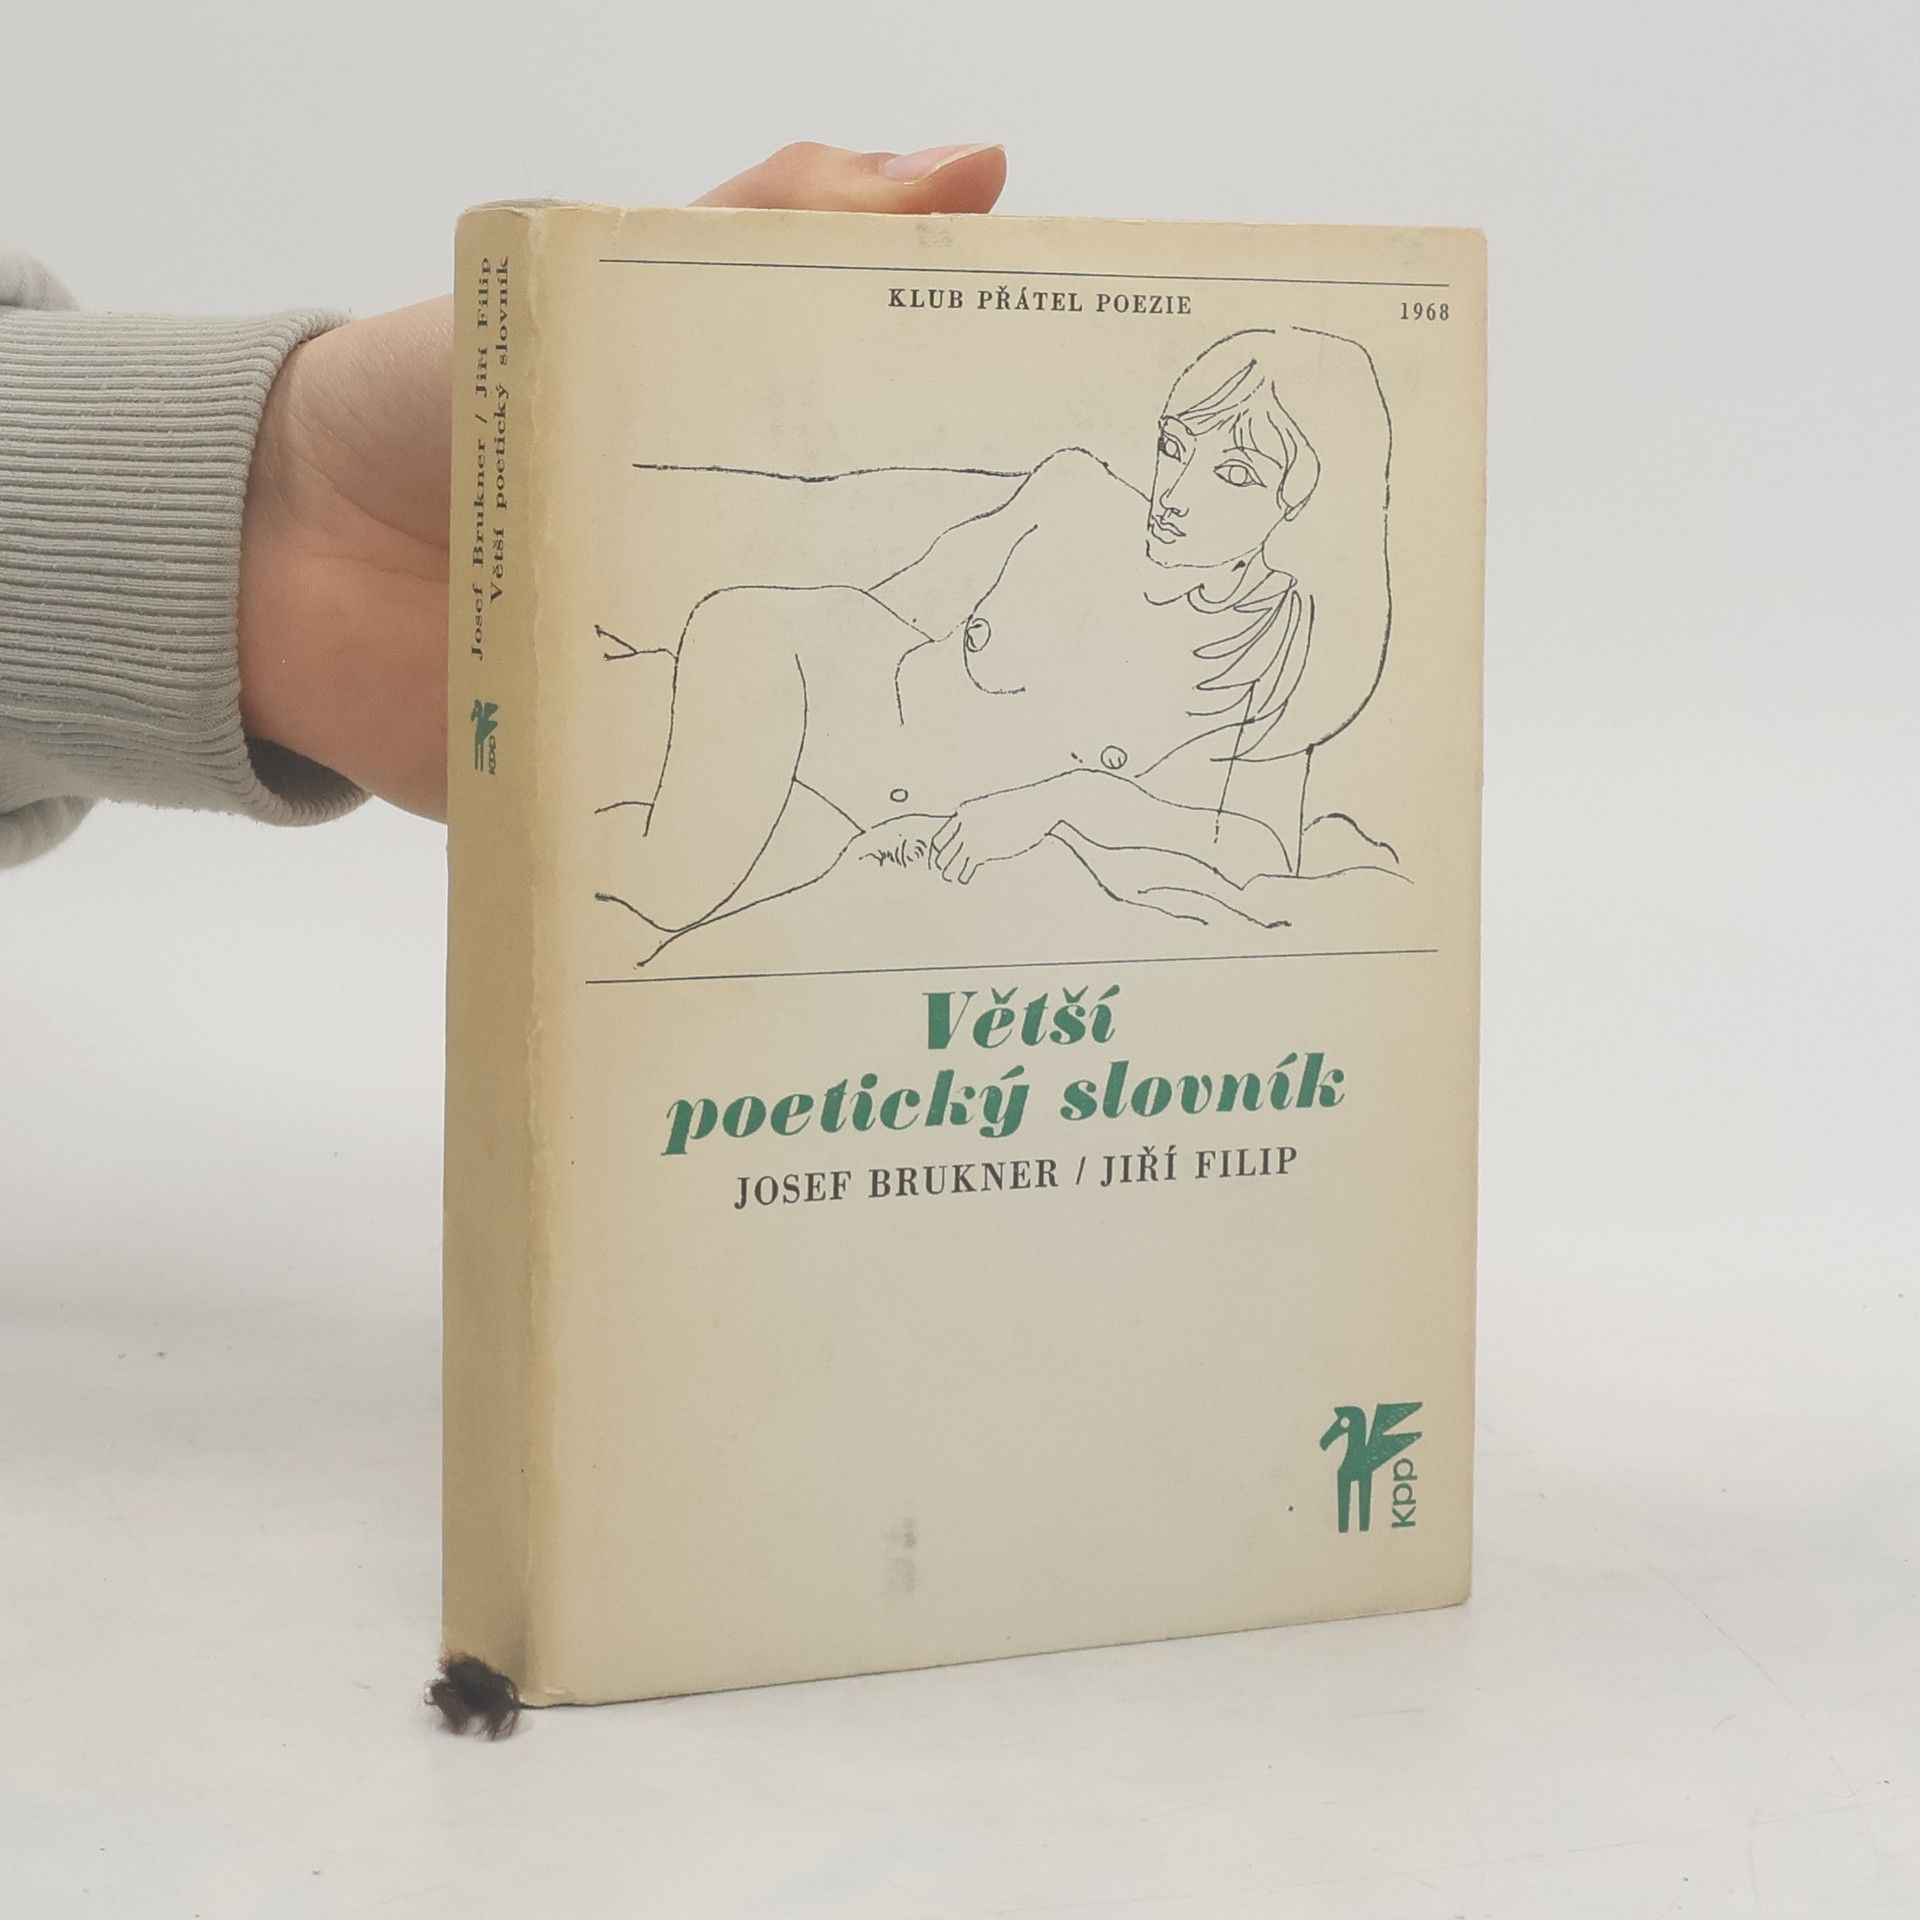 Josef Brukner / Jiří Filip
Větší poetický slovník
kpp
KLUB PŘÁTEL POEZIE
1968
Větší
poetický slovník
JOSEF BRUKNER / JIŘÍ FILIP
kpp